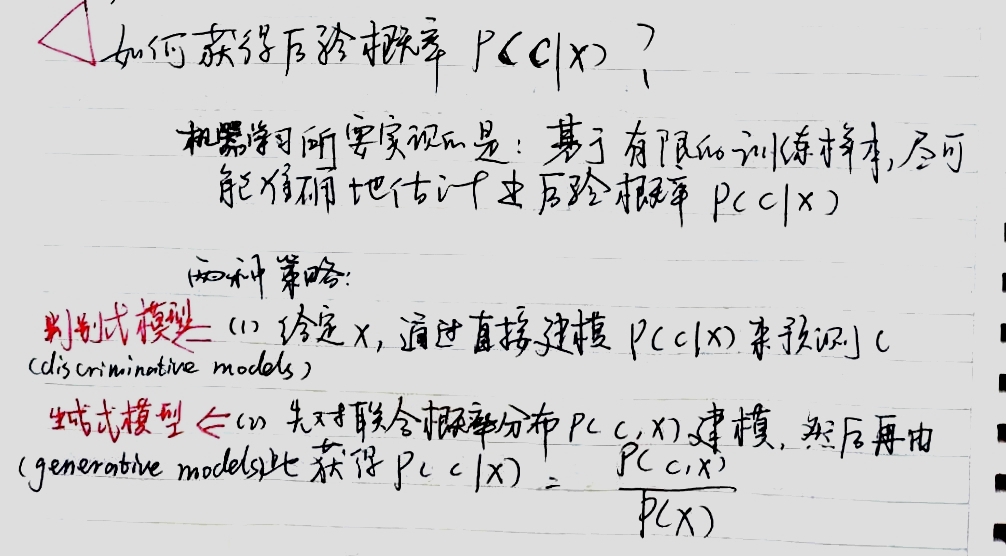 如何获得后验概率 P(c|x)?
机器学习所要实现的是:基于有限的训练样本,尽可
能准确地估计出后验概率 P(c|x)
两种策略:
判别式模型 ← (1) 给定x,通过直接建模 P(c|x) 来预测 c
(discriminative models)
生成式模型 ← (2) 先对联合概率分布 P(c,x) 建模,然后再由
(generative models) 此获得 P(c|x) = P(c,x) / P(x)